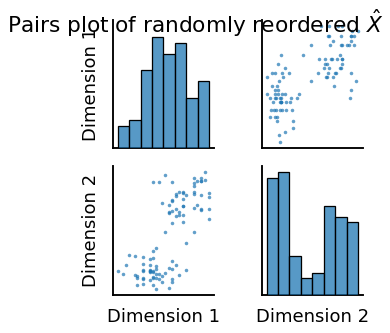 Pairs plot of randomly reordered X̂
Dimension 1
Dimension 2
Dimension 1
Dimension 2